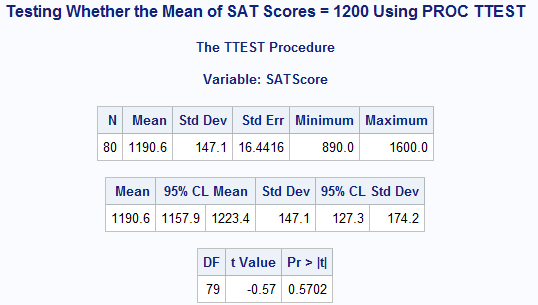 Testing Whether the Mean of SAT Scores = 1200 Using PROC TTEST
The TTEST Procedure
Variable: SATScore
N Mean Std Dev Std Err Minimum Maximum
80 1190.6 147.1 16.4416 890.0 1600.0
Mean 95% CL Mean Std Dev 95% CL Std Dev
1190.6 1157.9 1223.4 147.1 127.3 174.2
DF t Value Pr > |t|
79 -0.57 0.5702